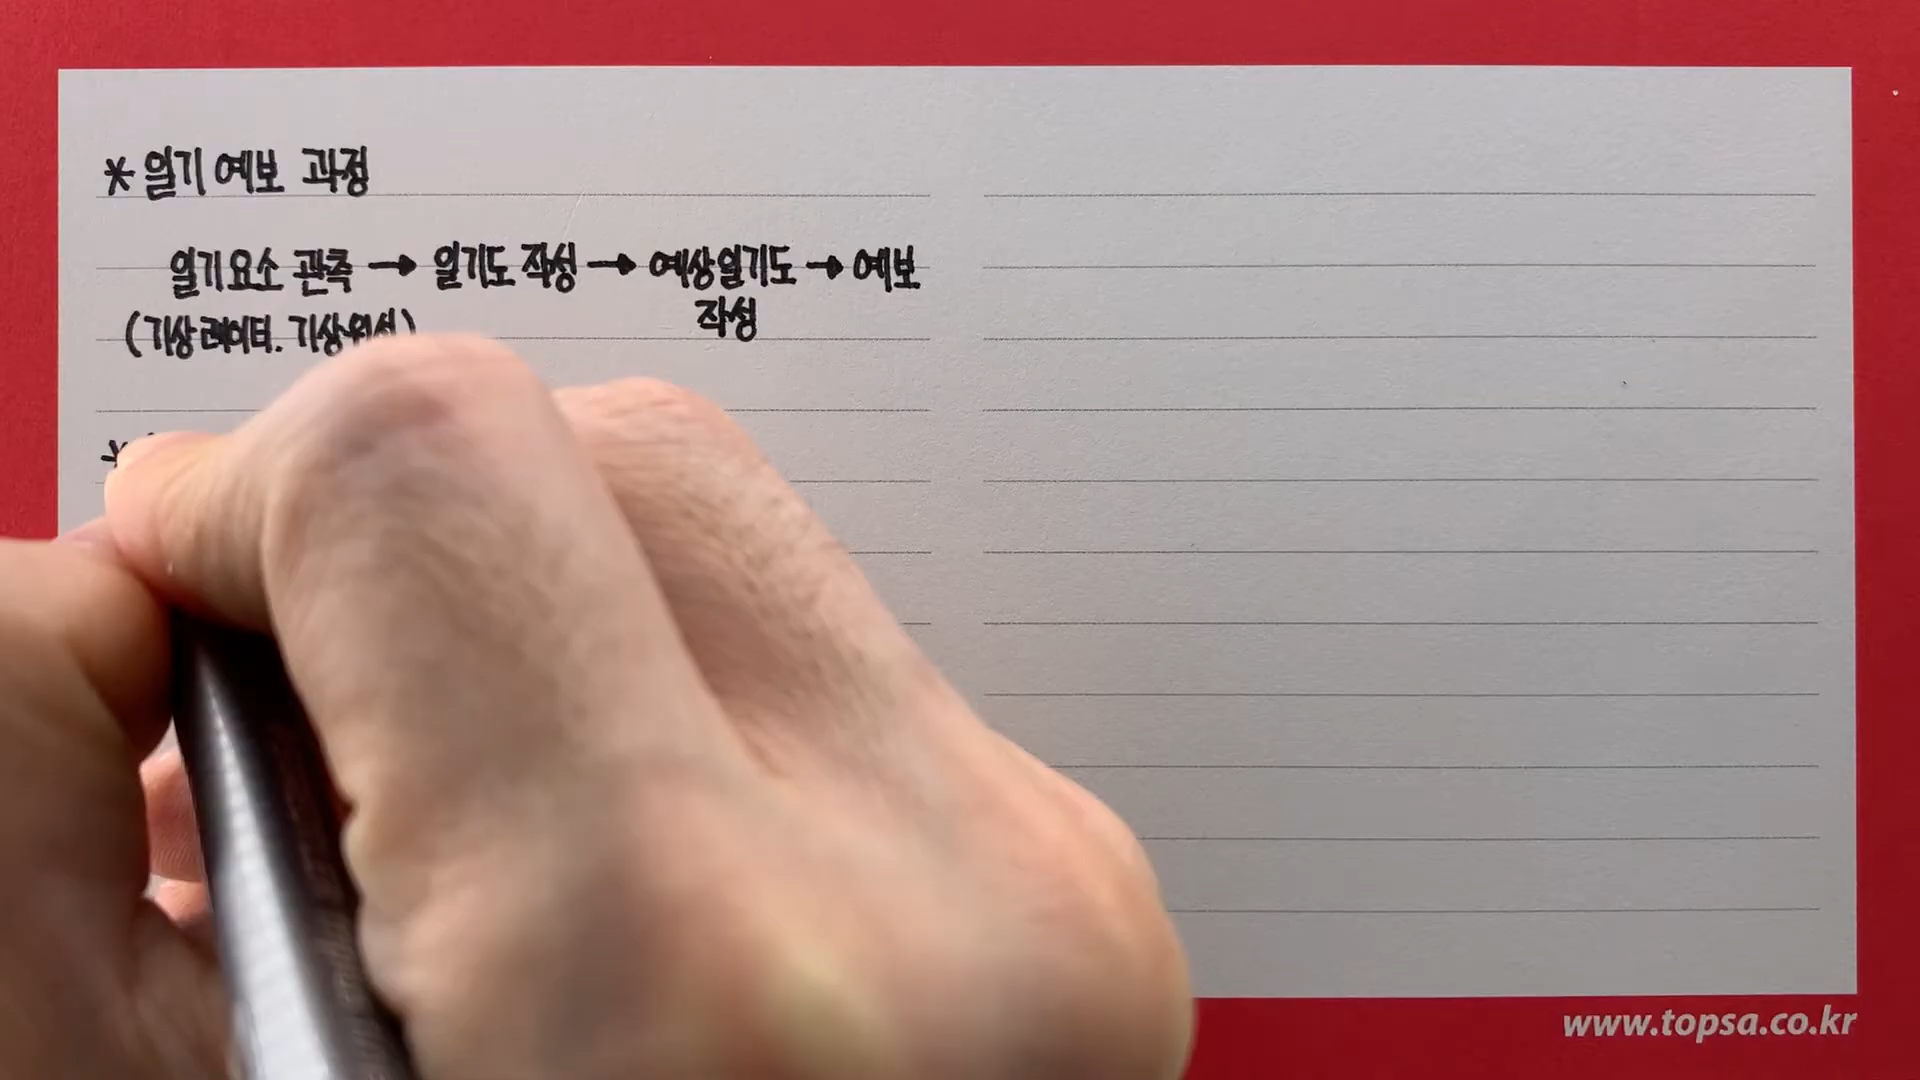 * 일기 예보 과정
일기요소 관측 → 일기도 작성 → 예상일기도 → 예보
작성
(기상레이더. 기상위성)
*
www.topsa.co.kr